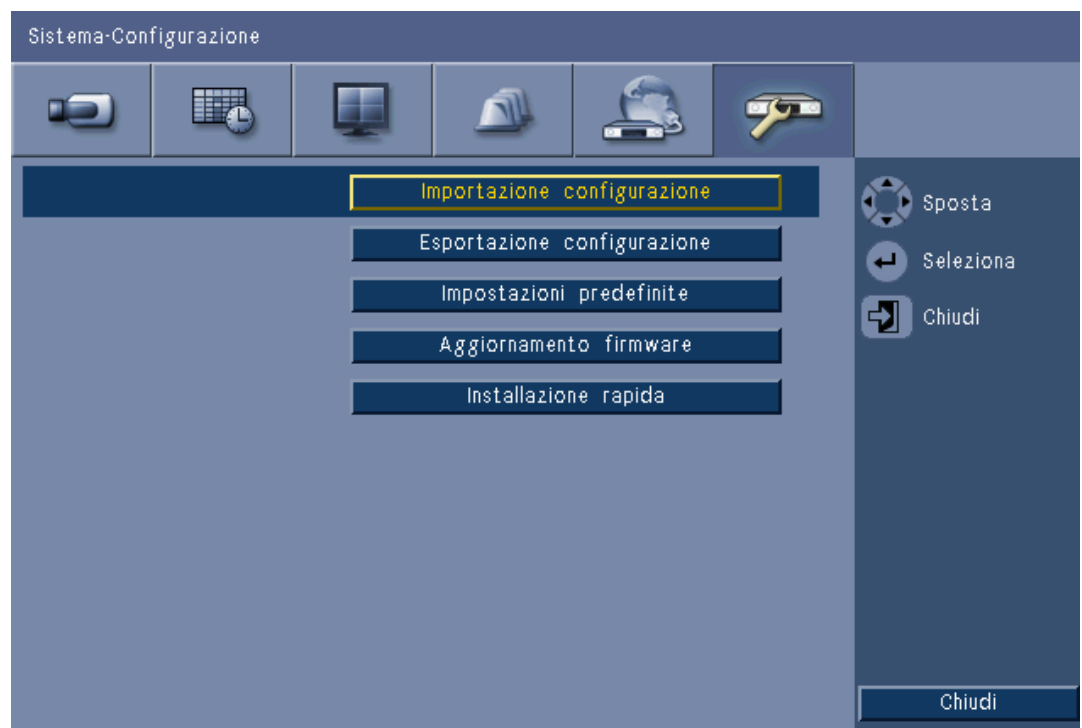 Sistema-Configurazione
Importazione configurazione
Esportazione configurazione
Impostazioni predefinite
Aggiornamento firmware
Installazione rapida
Sposta
Seleziona
Chiudi
Chiudi